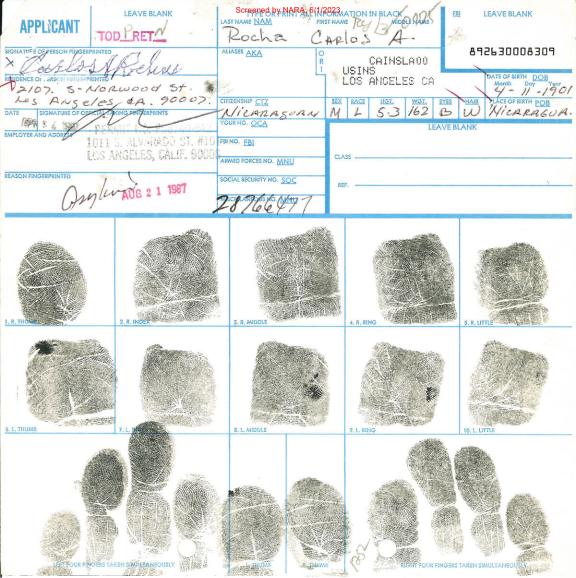 Screened by NARA, 6/1/2023
APPLICANT
LEAVE BLANK
TYPE OR PRINT ALL INFORMATION IN BLACK
LAST NAME NAM FIRST NAME MIDDLE NAME
FBI
LEAVE BLANK
TOD RET
Rocha Carlos A.
892630008309
SIGNATURE OF PERSON FINGERPRINTED
Carlos A Rocha
ALIASES AKA
O
R
I
CAINSLA00
USINS
LOS ANGELES CA
RESIDENCE OF PERSON FINGERPRINTED
2107. S-Norwood St.
Los Angeles CA. 90007.
DATE OF BIRTH DOB
Month Day Year
4-11-1901
DATE
SIGNATURE OF OFFICIAL TAKING FINGERPRINTS
CITIZENSHIP CTZ
Nicaraguan
SEX RACE HGT. WGT. EYES HAIR
M L 5-3 162 B W
PLACE OF BIRTH POB
Nicaragua.
EMPLOYER AND ADDRESS
1011 S. ALVARADO ST. #10
LOS ANGELES, CALIF. 90006
YOUR NO. OCA
LEAVE BLANK
FBI NO. FBI
CLASS
ARMED FORCES NO. MNU
REASON FINGERPRINTED
Asylum
AUG 21 1987
SOCIAL SECURITY NO. SOC
REF.
MISCELLANEOUS NO. MNU
28766477
1. R. THUMB
2. R. INDEX
3. R. MIDDLE
4. R. RING
5. R. LITTLE
6. L. THUMB
7. L. INDEX
8. L. MIDDLE
9. L. RING
10. L. LITTLE
LEFT FOUR FINGERS TAKEN SIMULTANEOUSLY
L. THUMB
R. THUMB
RIGHT FOUR FINGERS TAKEN SIMULTANEOUSLY